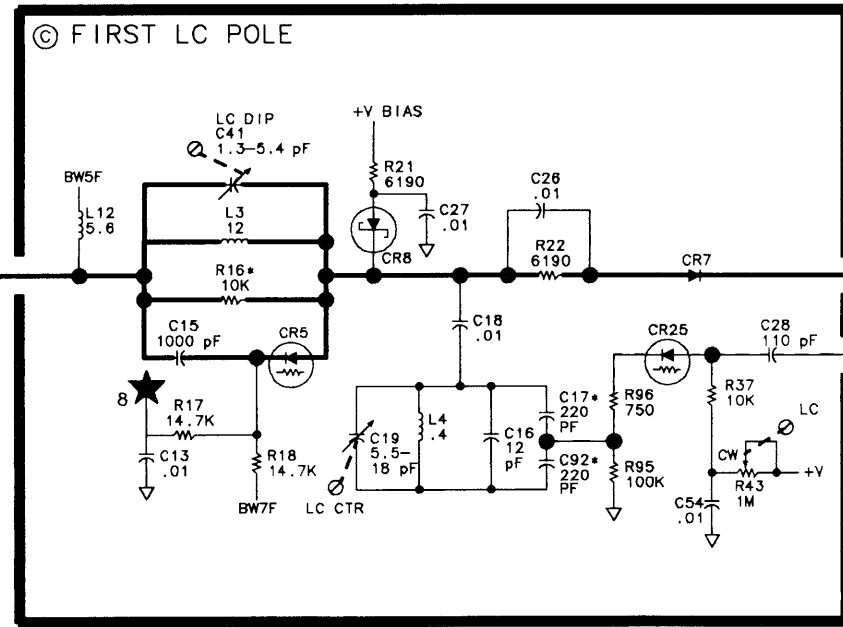 © FIRST LC POLE
+V BIAS
LC DIP
C41
1.3-5.4 pF
BW5F
L12
5.6
L3
12
R16*
10K
C15
1000 pF
CR5
8
R17
14.7K
C13
.01
R18
14.7K
BW7F
R21
6190
C27
.01
CR8
C26
.01
R22
6190
CR7
C18
.01
C19
5.5-
18 pF
LC CTR
L4
.4
C16
12
pF
C17*
220
PF
C92*
220
PF
R96
750
R95
100K
CR25
C28
110 pF
R37
10K
LC
CW
R43
1M
+V
C54
.01